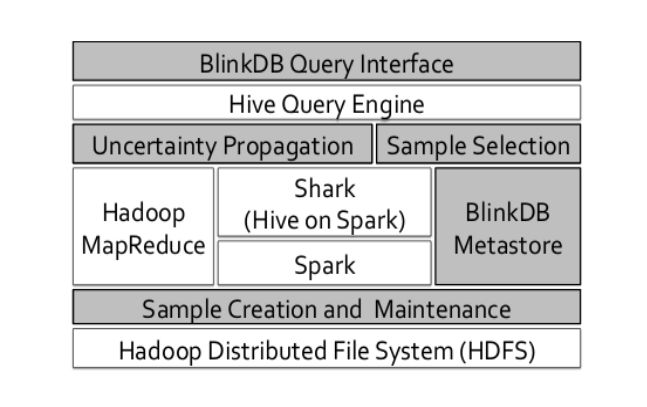 BlinkDB Query Interface
Hive Query Engine
Uncertainty Propagation
Sample Selection
Hadoop
MapReduce
Shark
(Hive on Spark)
Spark
BlinkDB
Metastore
Sample Creation and Maintenance
Hadoop Distributed File System (HDFS)